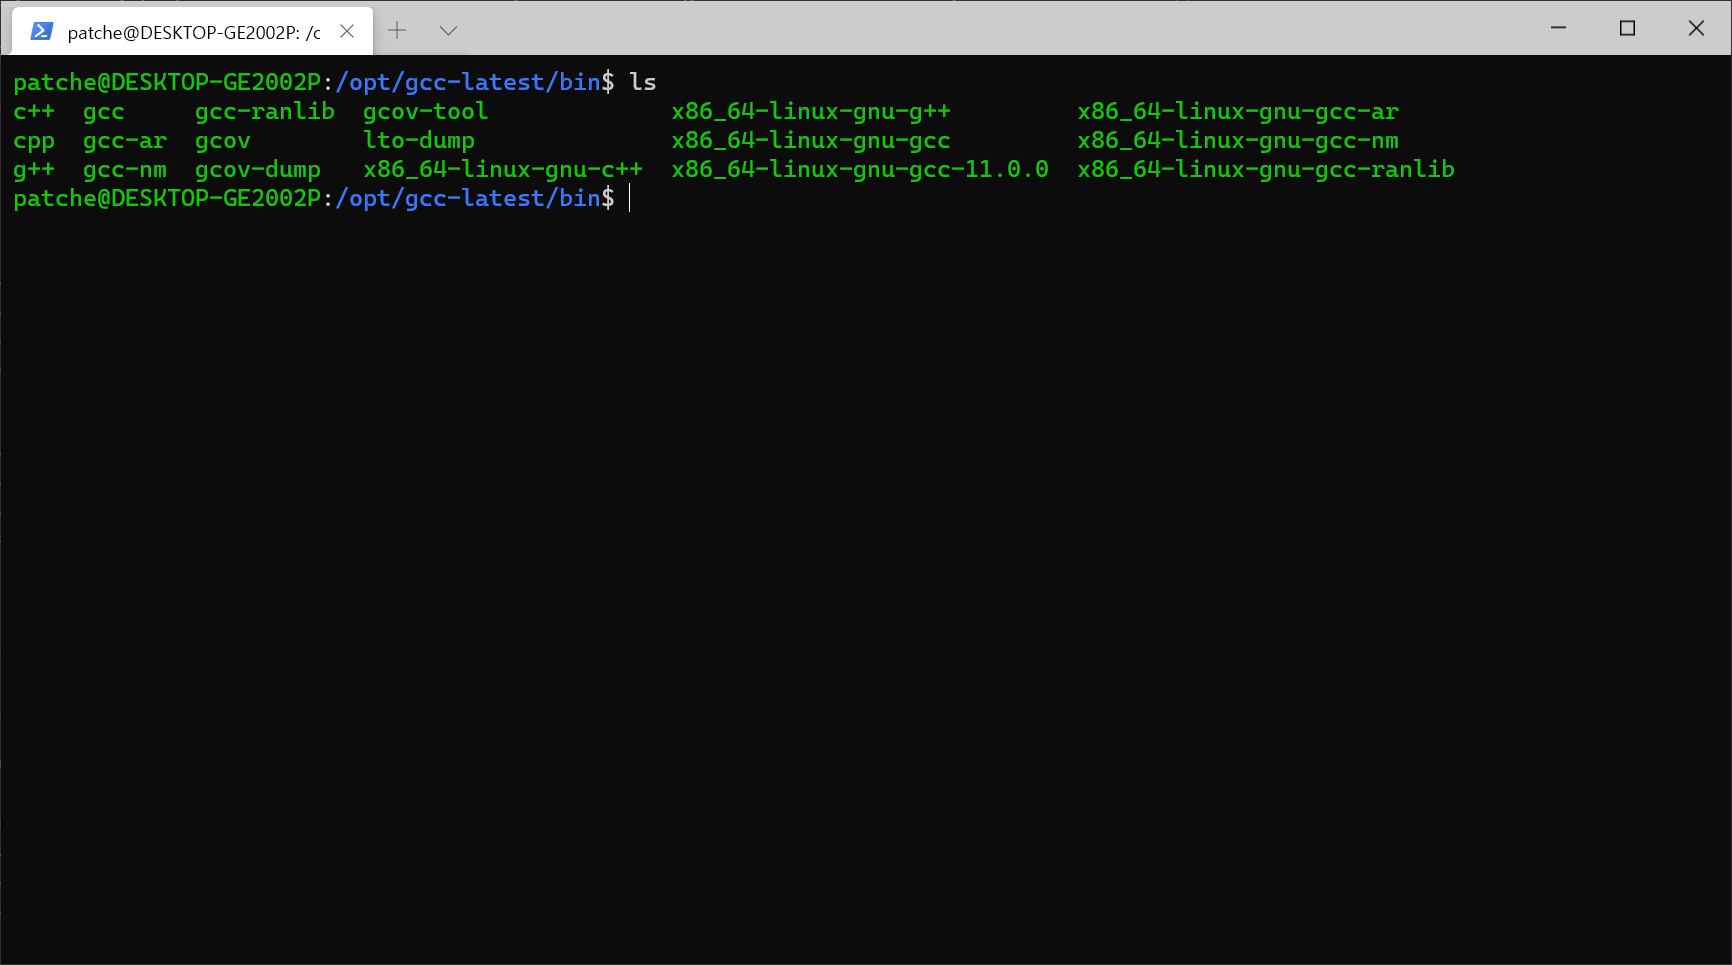 patche@DESKTOP-GE2002P: /c
patche@DESKTOP-GE2002P:/opt/gcc-latest/bin$ ls
c++  gcc     gcc-ranlib  gcov-tool             x86_64-linux-gnu-g++         x86_64-linux-gnu-gcc-ar
cpp  gcc-ar  gcov        lto-dump              x86_64-linux-gnu-gcc         x86_64-linux-gnu-gcc-nm
g++  gcc-nm  gcov-dump   x86_64-linux-gnu-c++  x86_64-linux-gnu-gcc-11.0.0  x86_64-linux-gnu-gcc-ranlib
patche@DESKTOP-GE2002P:/opt/gcc-latest/bin$